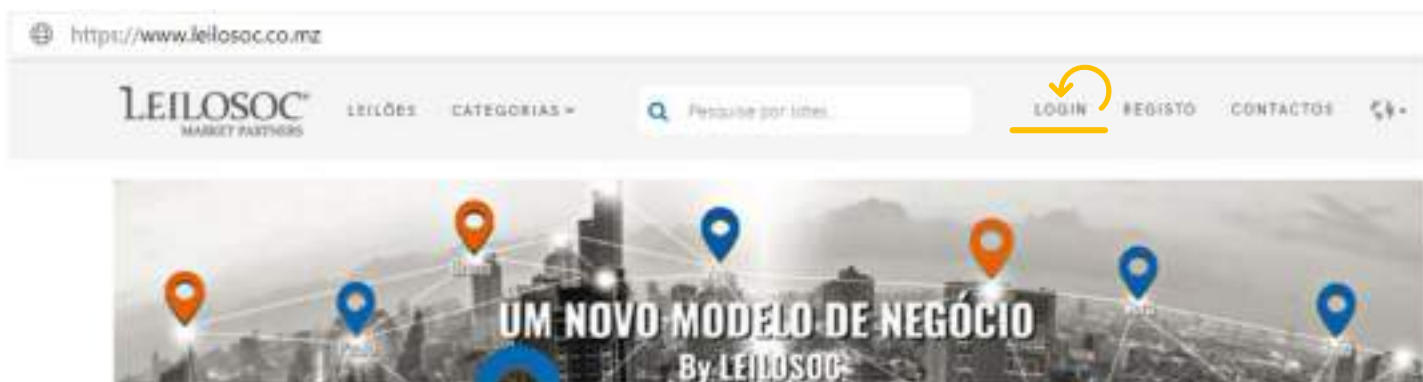 https://www.leilosoc.co.mz
LEILOSOC®
MARKET PARTNERS
LEILÕES CATEGORIAS Pesquise por lotes... LOGIN REGISTO CONTACTOS
UM NOVO MODELO DE NEGÓCIO
By LEILOSOC